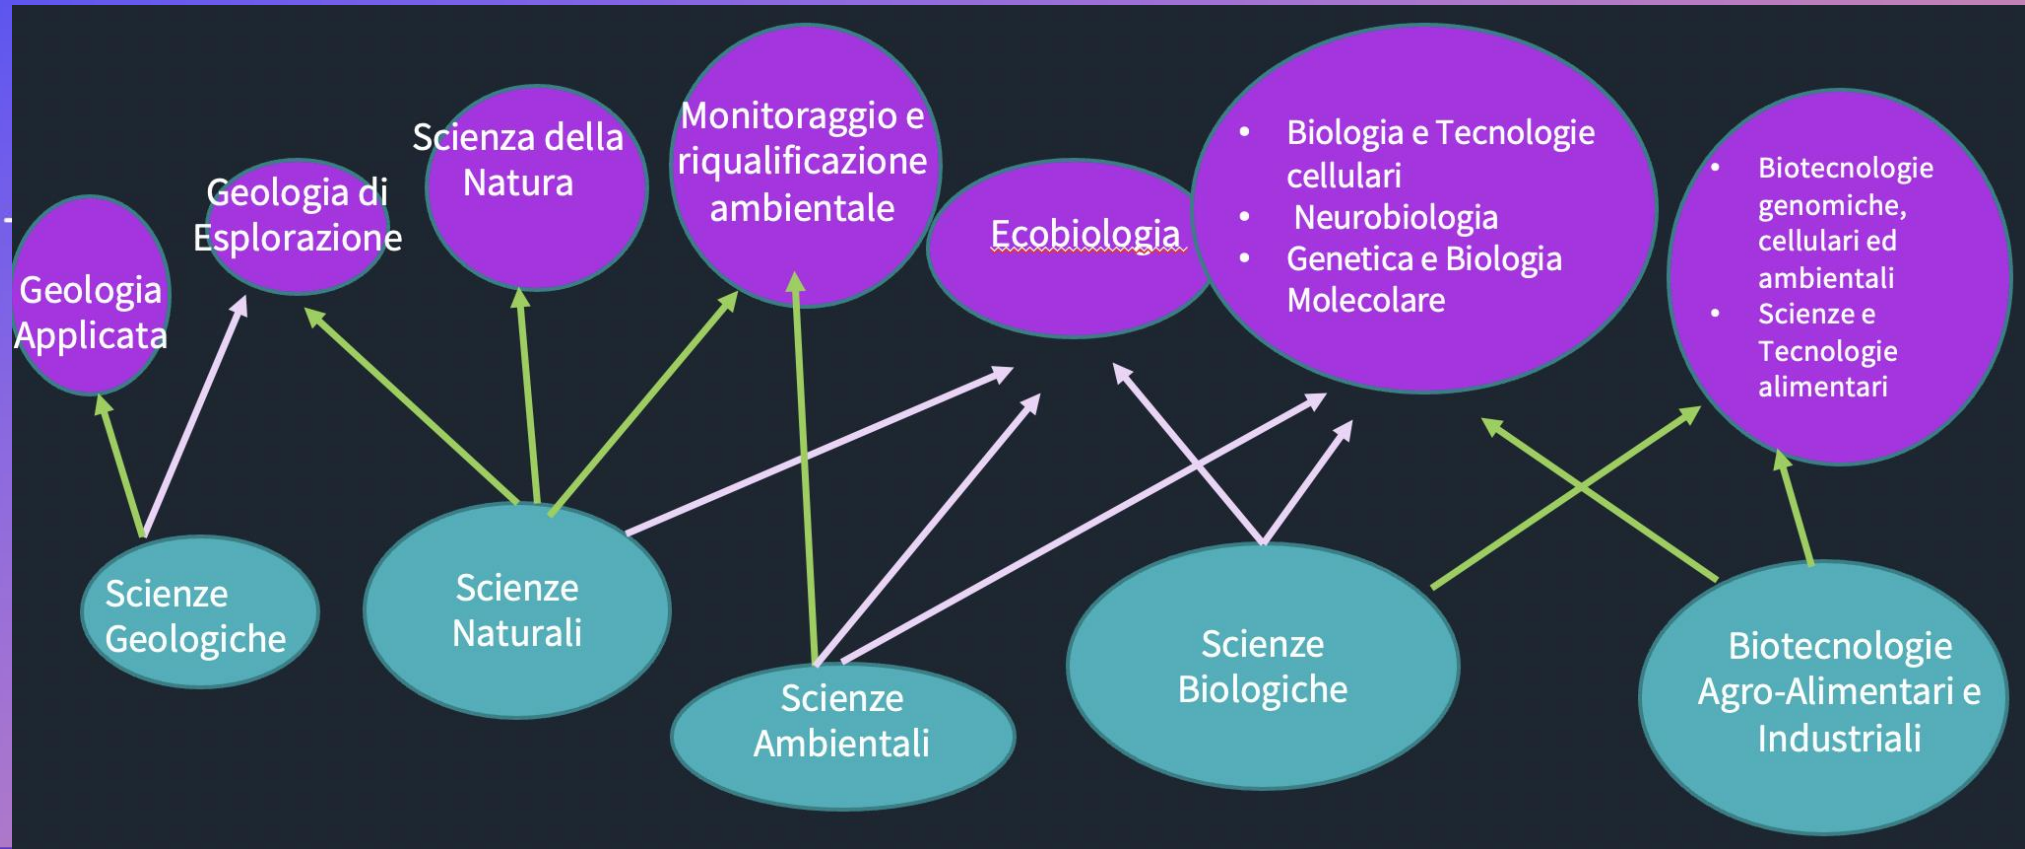 Geologia
Applicata
Geologia di
Esplorazione
Scienza della
Natura
Monitoraggio e
riqualificazione
ambientale
Ecobiologia
• Biologia e Tecnologie
cellulari
• Neurobiologia
• Genetica e Biologia
Molecolare
• Biotecnologie
genomiche,
cellulari ed
ambientali
• Scienze e
Tecnologie
alimentari
Scienze
Geologiche
Scienze
Naturali
Scienze
Ambientali
Scienze
Biologiche
Biotecnologie
Agro-Alimentari e
Industriali